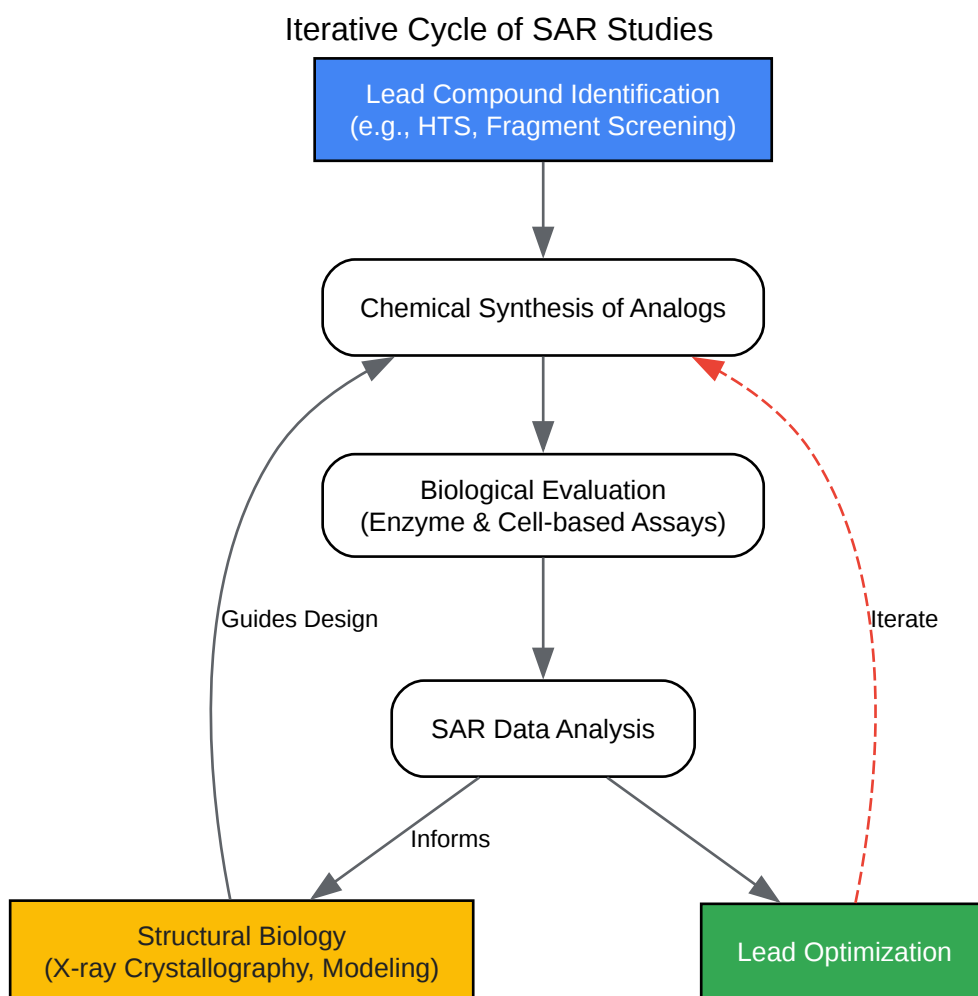 Iterative Cycle of SAR Studies
Lead Compound Identification
(e.g., HTS, Fragment Screening)
Chemical Synthesis of Analogs
Biological Evaluation
(Enzyme & Cell-based Assays)
Guides Design
Iterate
SAR Data Analysis
Informs
Structural Biology
(X-ray Crystallography, Modeling)
Lead Optimization